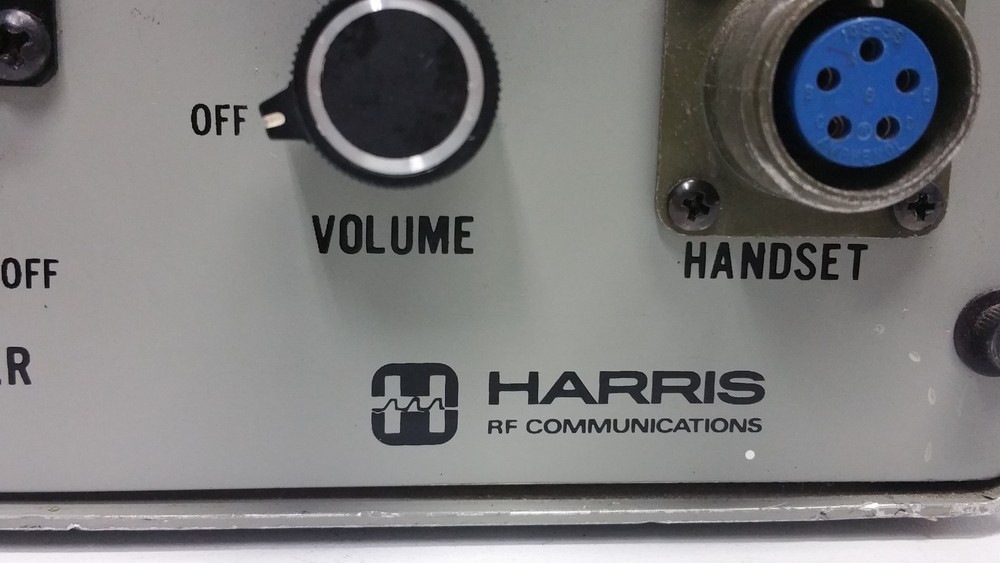 OFF
VOLUME
HANDSET
OFF
R
HARRIS
RF COMMUNICATIONS